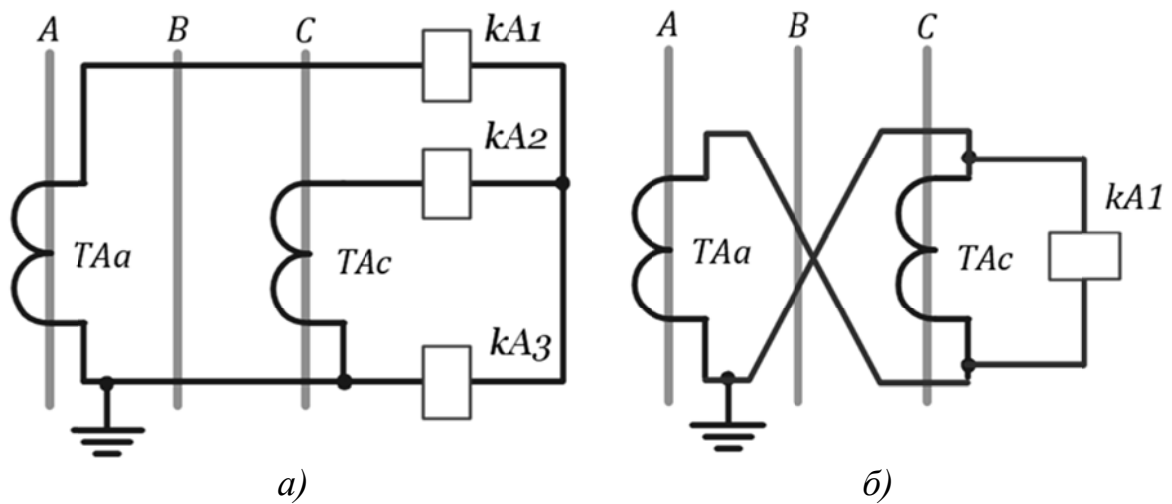 A B C kA1
kA2
TAa TAc
kA3
а)
A B C
kA1
TAa TAc
б)